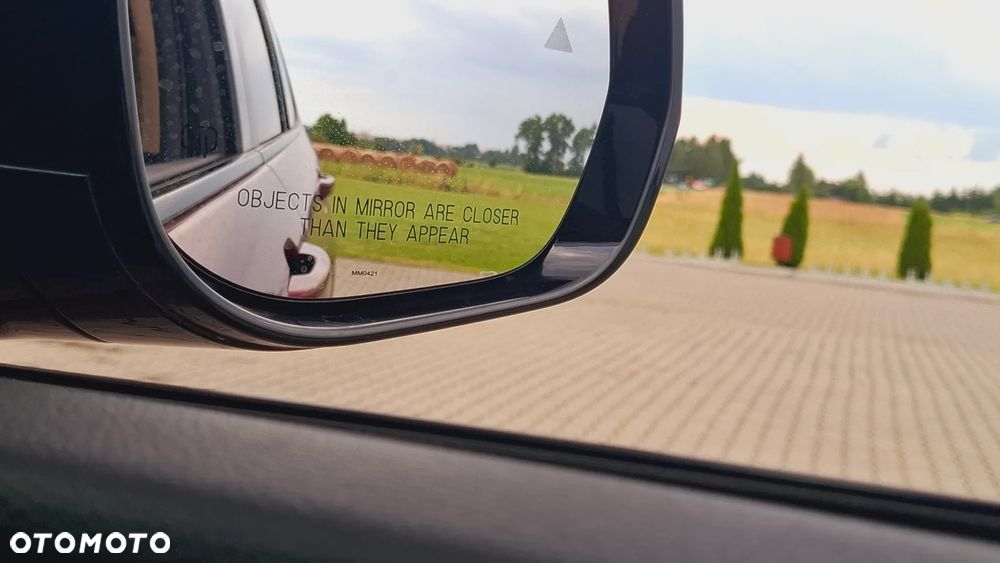 OBJECTS IN MIRROR ARE CLOSER
THAN THEY APPEAR
MM0421
OTOMOTO